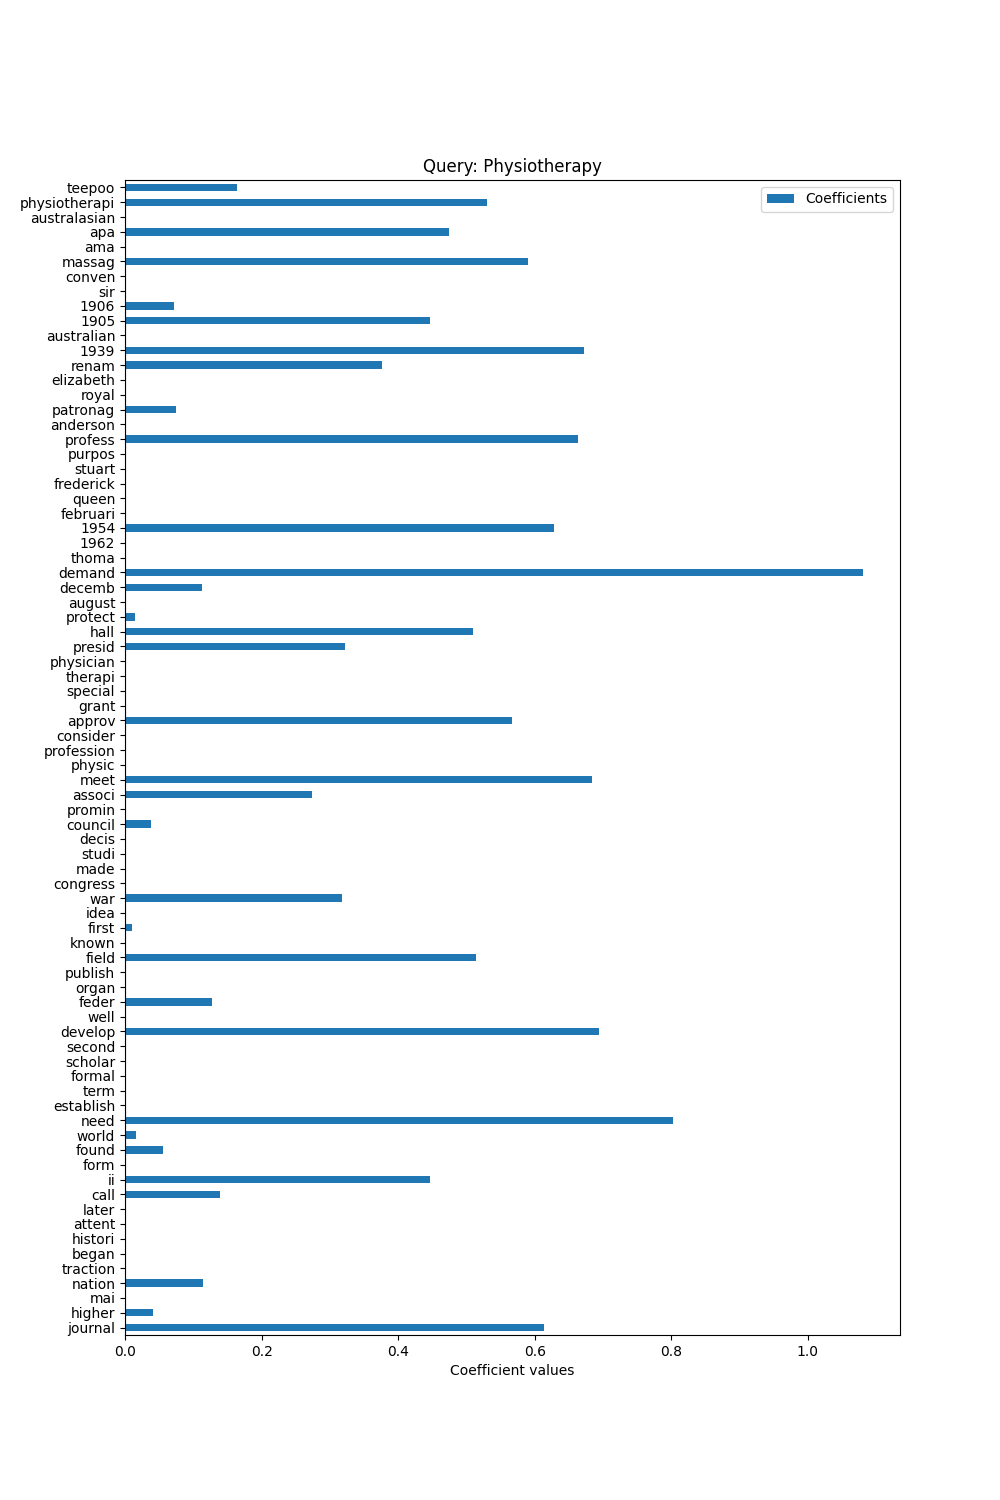 Query: Physiotherapy
Coefficients
teepoo
physiotherapi
australasian
apa
ama
massag
conven
sir
1906
1905
australian
1939
renam
elizabeth
royal
patronag
anderson
profess
purpos
stuart
frederick
queen
februari
1954
1962
thoma
demand
decemb
august
protect
hall
presid
physician
therapi
special
grant
approv
consider
profession
physic
meet
associ
promin
council
decis
studi
made
congress
war
idea
first
known
field
publish
organ
feder
well
develop
second
scholar
formal
term
establish
need
world
found
form
ii
call
later
attent
histori
began
traction
nation
mai
higher
journal
0.0 0.2 0.4 0.6 0.8 1.0
Coefficient values